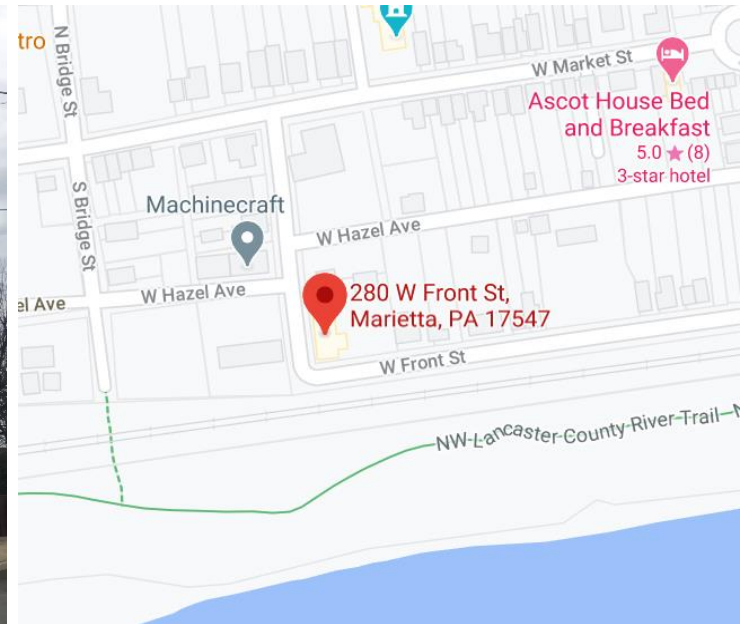 tro
N Bridge St
W Market St
Ascot House Bed
and Breakfast
5.0 ★ (8)
3-star hotel
S Bridge St
Machinecraft
W Hazel Ave
el Ave
W Hazel Ave
280 W Front St,
Marietta, PA 17547
W Front St
NW-Lancaster-County-River-Trail-N